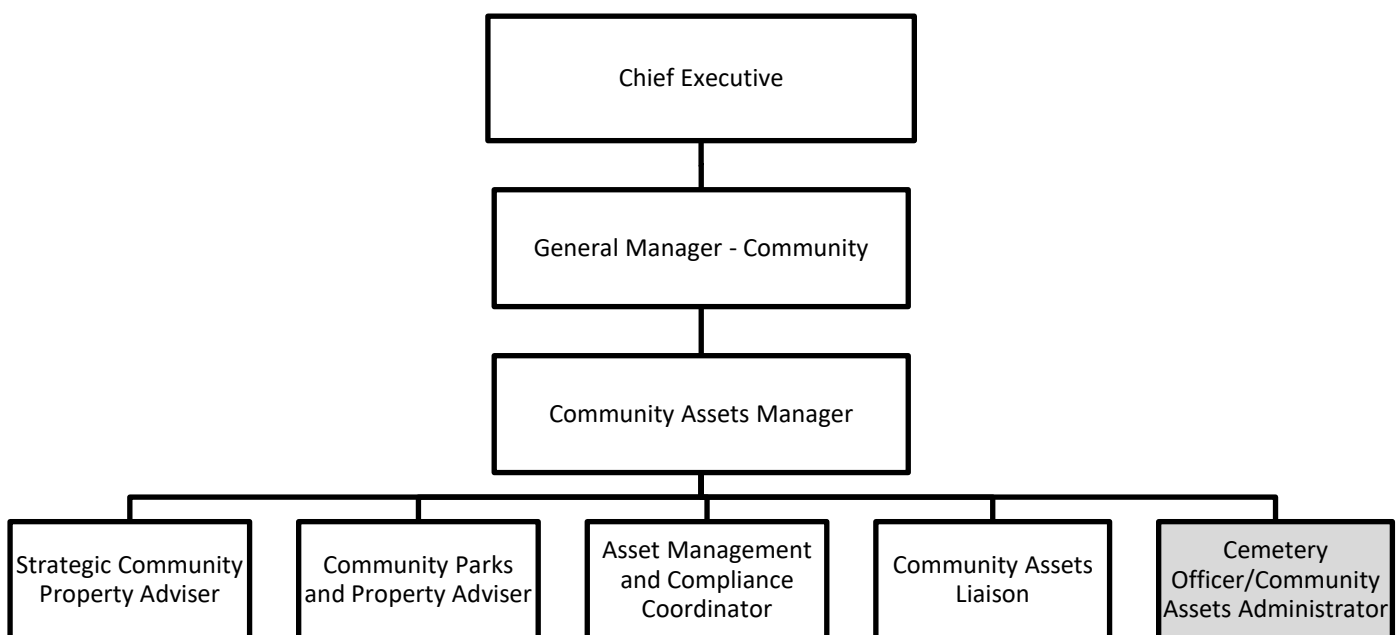 Chief Executive
General Manager - Community
Community Assets Manager
Strategic Community
Property Adviser
Community Parks
and Property Adviser
Asset Management
and Compliance
Coordinator
Community Assets
Liaison
Cemetery
Officer/Community
Assets Administrator